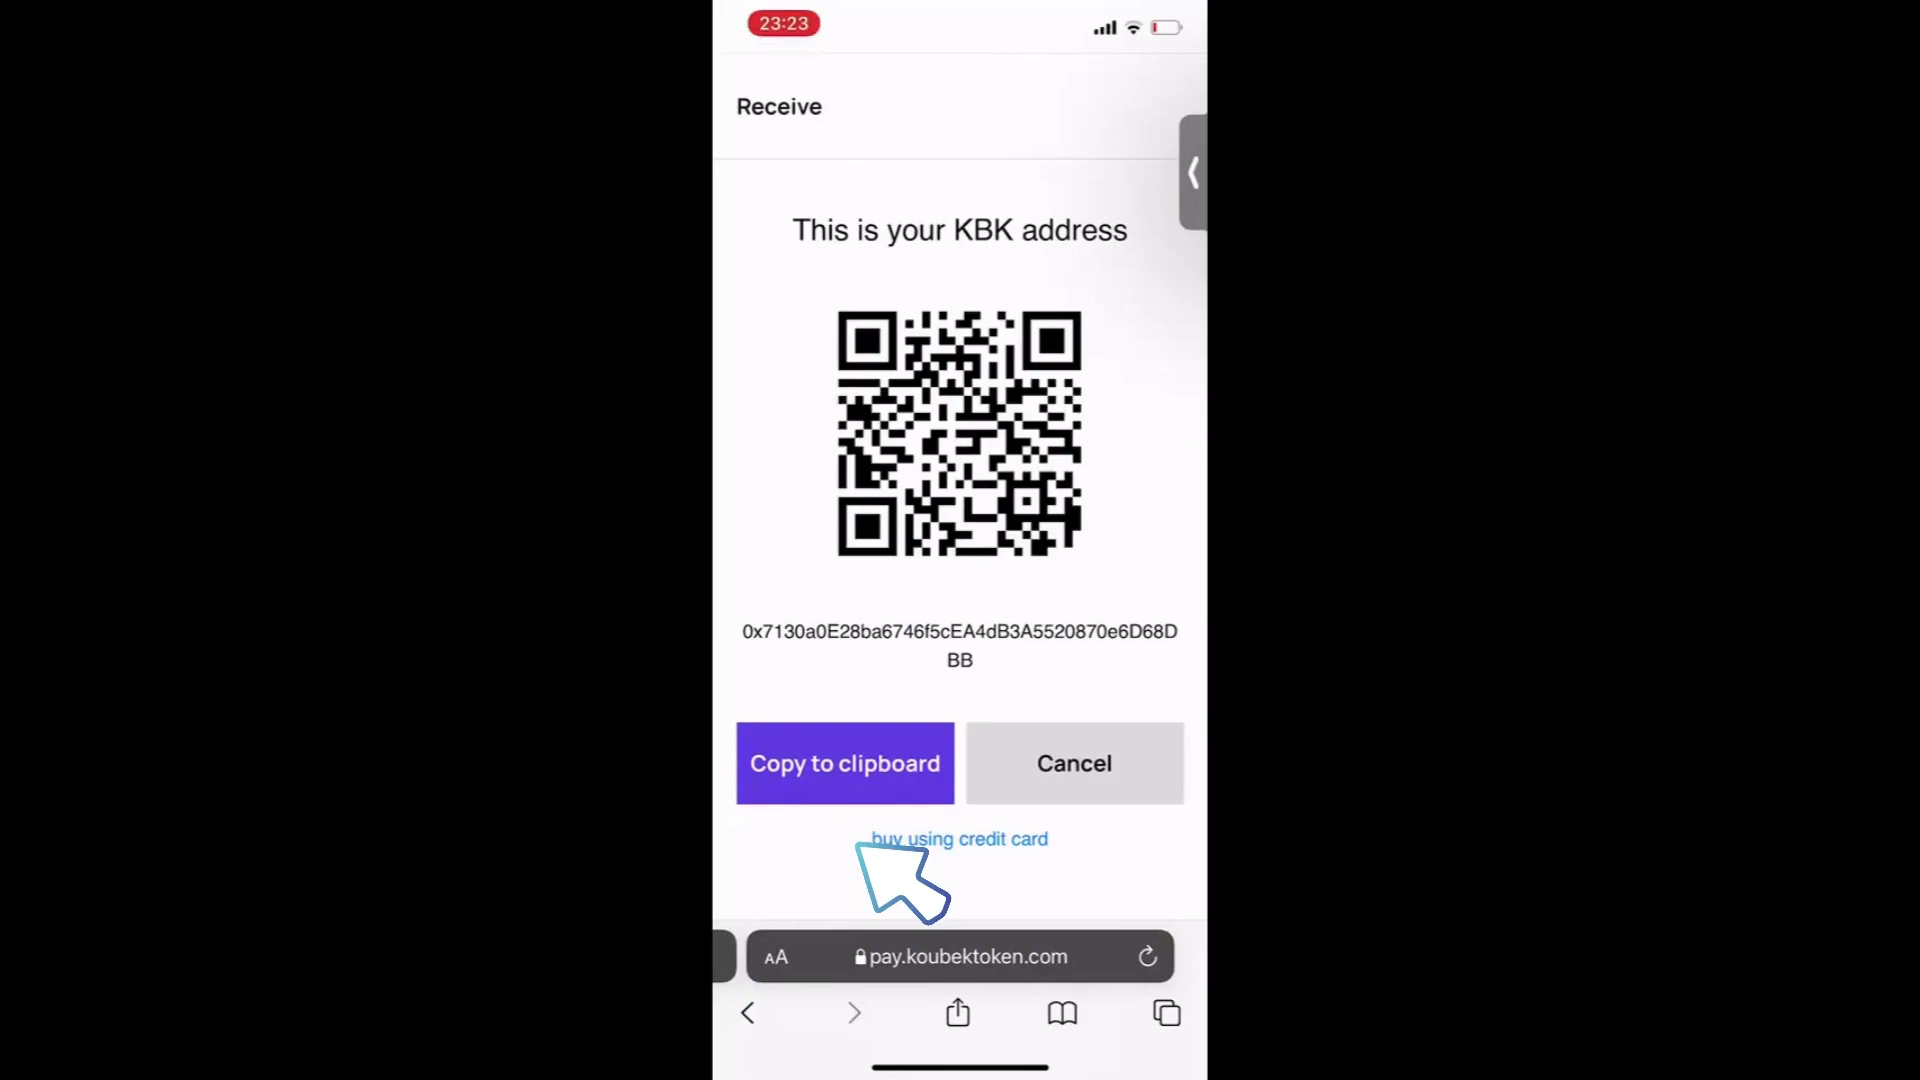 23:23
Receive
This is your KBK address
0x7130a0E28ba6746f5cEA4dB3A5520870e6D68D
BB
Copy to clipboard
Cancel
buy using credit card
AA
pay.koubektoken.com